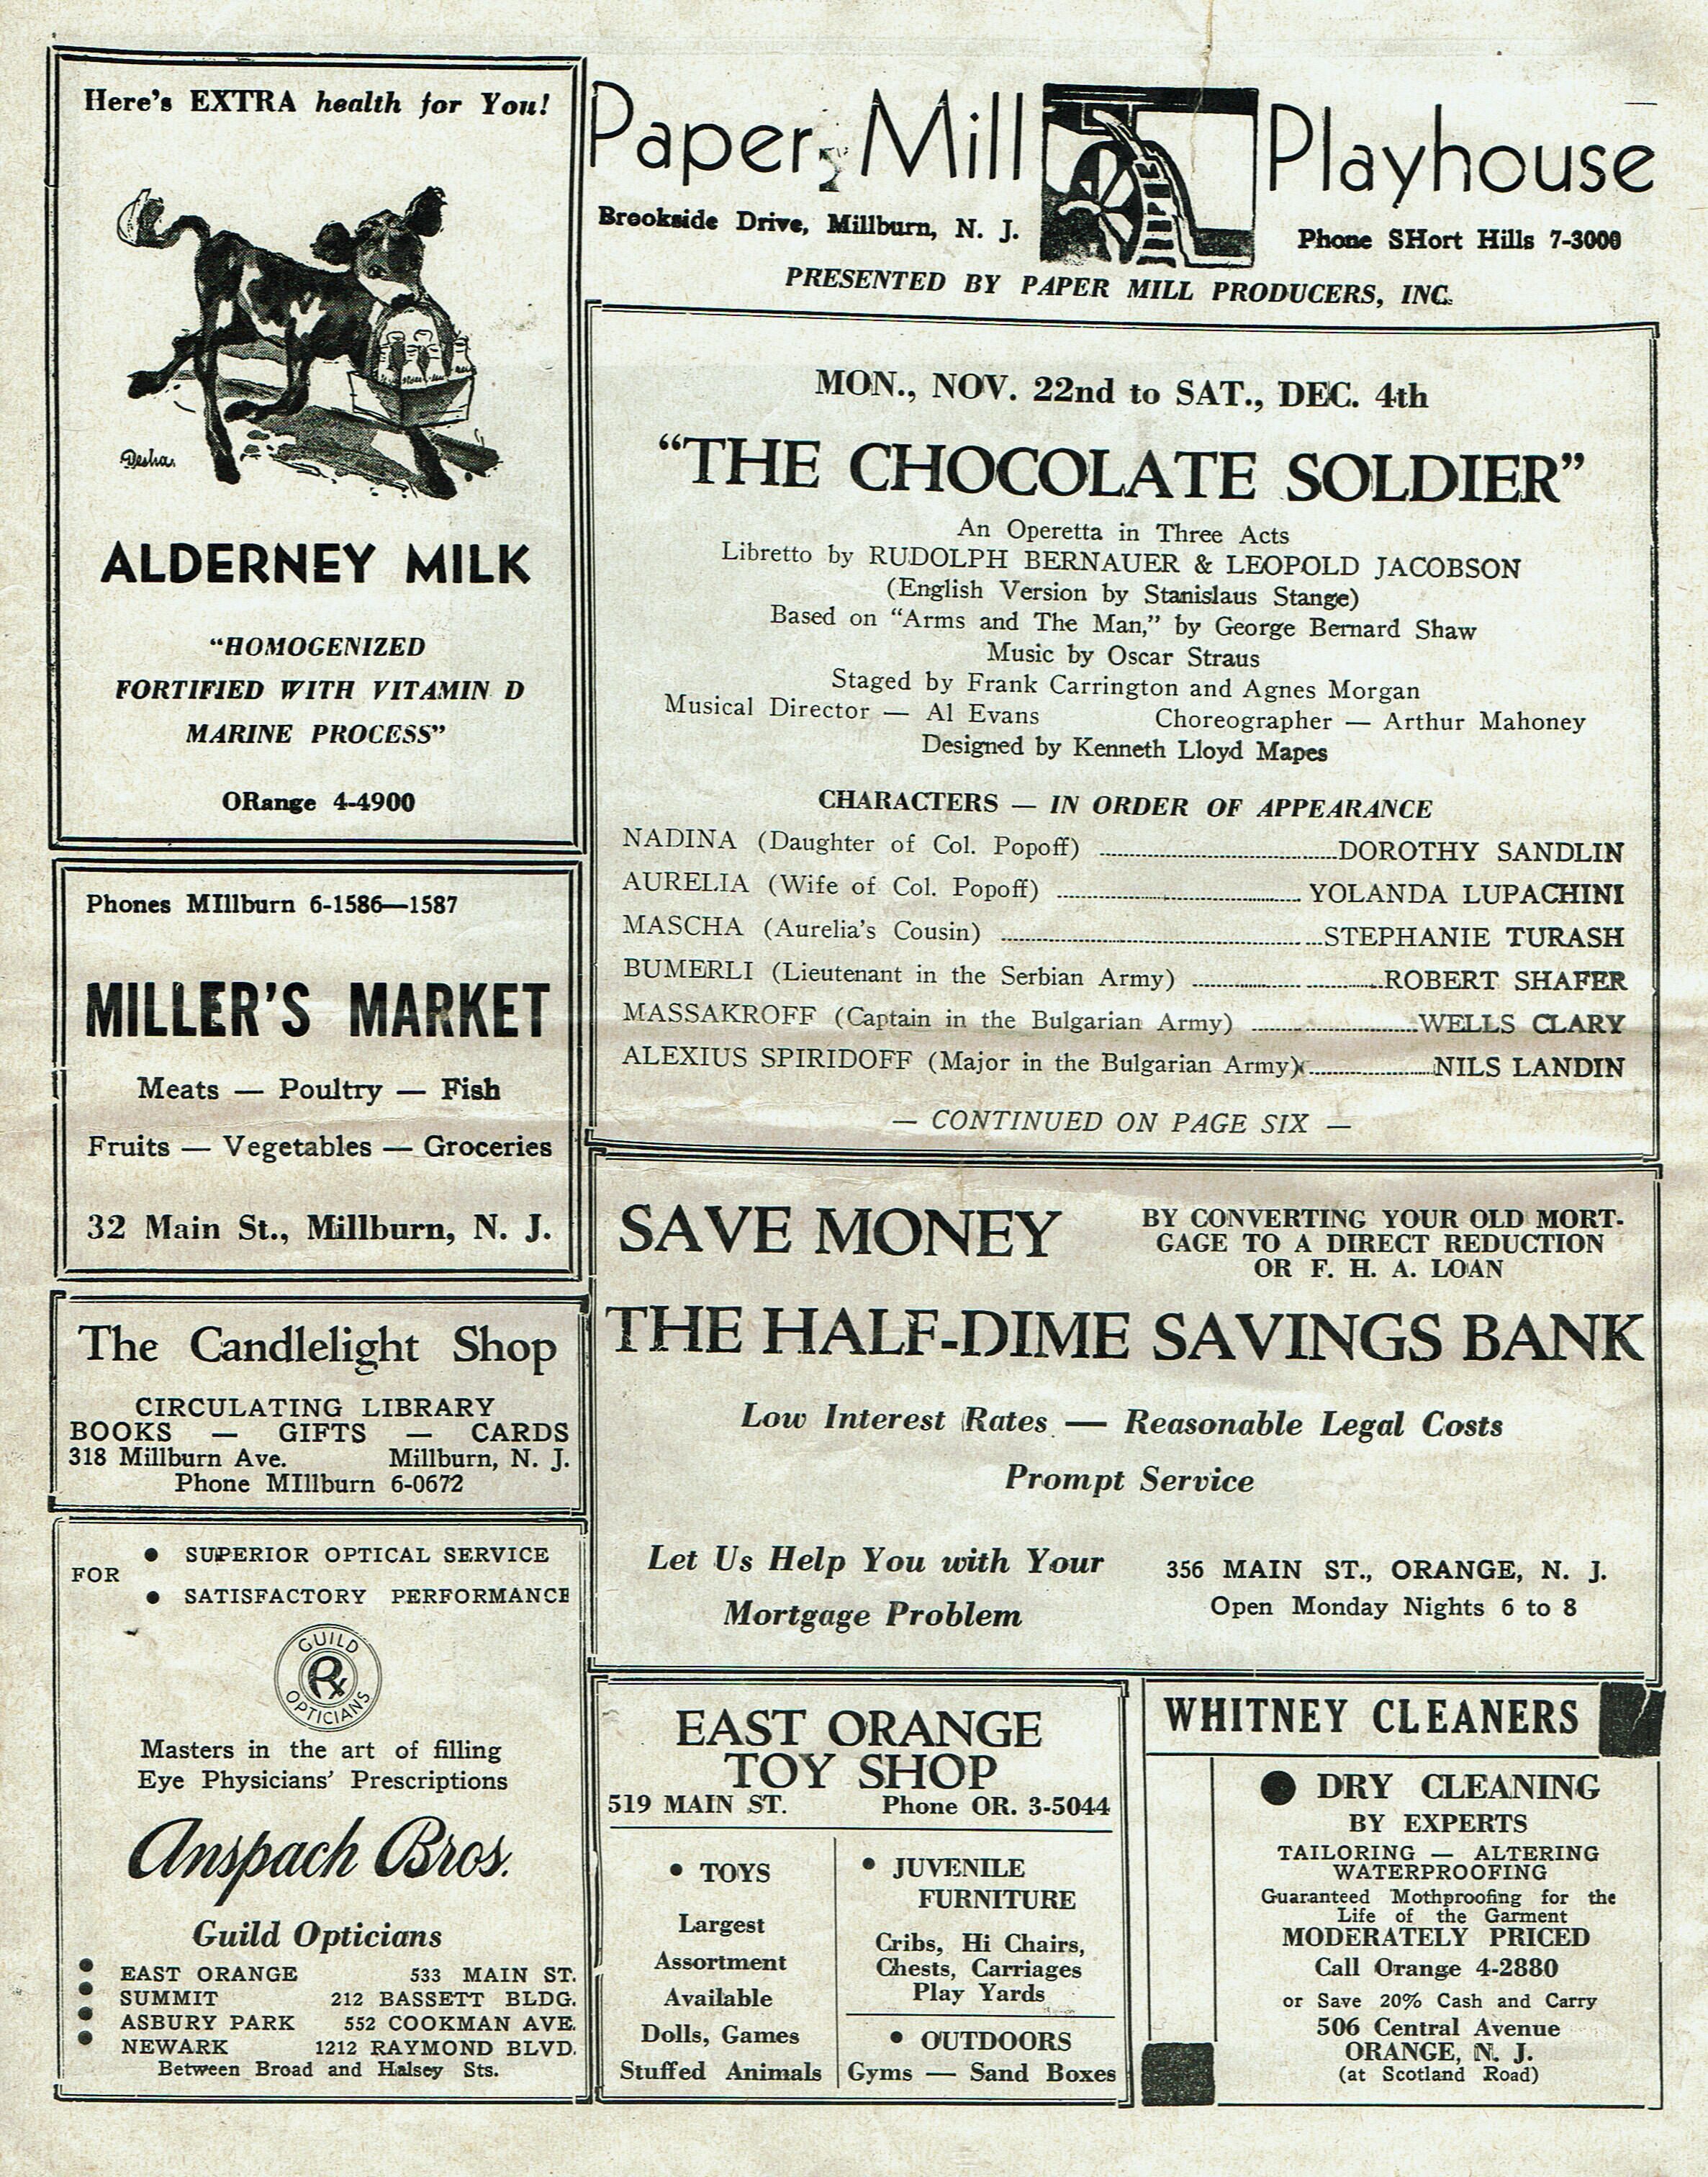 Here's EXTRA health for You!
Desha
ALDERNEY MILK
"HOMOGENIZED
FORTIFIED WITH VITAMIN D
MARINE PROCESS"
ORange 4-4900
Phones MIllburn 6-1586—1587
MILLER'S MARKET
Meats — Poultry — Fish
Fruits — Vegetables — Groceries
32 Main St., Millburn, N. J.
The Candlelight Shop
CIRCULATING LIBRARY
BOOKS — GIFTS — CARDS
318 Millburn Ave. Millburn, N. J.
Phone MIllburn 6-0672
FOR
• SUPERIOR OPTICAL SERVICE
• SATISFACTORY PERFORMANCE
GUILD
Rx
OPTICIANS
Masters in the art of filling
Eye Physicians' Prescriptions
Anspach Bros.
Guild Opticians
• EAST ORANGE 533 MAIN ST.
• SUMMIT 212 BASSETT BLDG.
• ASBURY PARK 552 COOKMAN AVE.
• NEWARK 1212 RAYMOND BLVD.
Between Broad and Halsey Sts.
Paper Mill Playhouse
Brookside Drive, Millburn, N. J.
Phone SHort Hills 7-3000
PRESENTED BY PAPER MILL PRODUCERS, INC.
MON., NOV. 22nd to SAT., DEC. 4th
"THE CHOCOLATE SOLDIER"
An Operetta in Three Acts
Libretto by RUDOLPH BERNAUER & LEOPOLD JACOBSON
(English Version by Stanislaus Stange)
Based on "Arms and The Man," by George Bernard Shaw
Music by Oscar Straus
Staged by Frank Carrington and Agnes Morgan
Musical Director — Al Evans Choreographer — Arthur Mahoney
Designed by Kenneth Lloyd Mapes
CHARACTERS — IN ORDER OF APPEARANCE
NADINA (Daughter of Col. Popoff) ........ DOROTHY SANDLIN
AURELIA (Wife of Col. Popoff) ........ YOLANDA LUPACHINI
MASCHA (Aurelia's Cousin) ........ STEPHANIE TURASH
BUMERLI (Lieutenant in the Serbian Army) ........ ROBERT SHAFER
MASSAKROFF (Captain in the Bulgarian Army) ........ WELLS CLARY
ALEXIUS SPIRIDOFF (Major in the Bulgarian Army) ........ NILS LANDIN
— CONTINUED ON PAGE SIX —
SAVE MONEY
BY CONVERTING YOUR OLD MORT-
GAGE TO A DIRECT REDUCTION
OR F. H. A. LOAN
THE HALF-DIME SAVINGS BANK
Low Interest Rates — Reasonable Legal Costs
Prompt Service
Let Us Help You with Your
Mortgage Problem
356 MAIN ST., ORANGE, N. J.
Open Monday Nights 6 to 8
EAST ORANGE
TOY SHOP
519 MAIN ST. Phone OR. 3-5044
• TOYS
Largest
Assortment
Available
Dolls, Games
Stuffed Animals
• JUVENILE
FURNITURE
Cribs, Hi Chairs,
Chests, Carriages
Play Yards
• OUTDOORS
Gyms — Sand Boxes
WHITNEY CLEANERS
● DRY CLEANING
BY EXPERTS
TAILORING — ALTERING
WATERPROOFING
Guaranteed Mothproofing for the
Life of the Garment
MODERATELY PRICED
Call Orange 4-2880
or Save 20% Cash and Carry
506 Central Avenue
ORANGE, N. J.
(at Scotland Road)